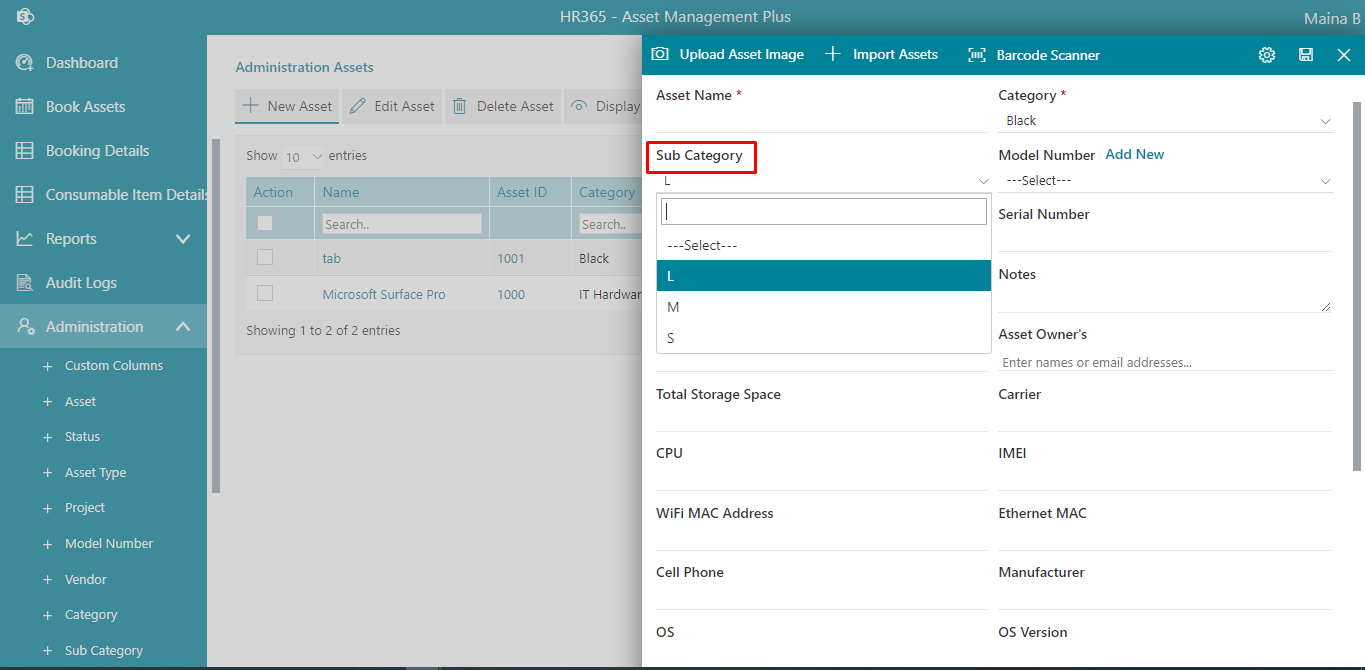 HR365 - Asset Management Plus
Maina B
Dashboard
Book Assets
Booking Details
Consumable Item Details
Reports
Audit Logs
Administration
+ Custom Columns
+ Asset
+ Status
+ Asset Type
+ Project
+ Model Number
+ Vendor
+ Category
+ Sub Category
Administration Assets
+ New Asset
Edit Asset
Delete Asset
Display
Show 10 entries
Action Name Asset ID Category
Search.. Search..
tab 1001 Black
Microsoft Surface Pro 1000 IT Hardwar
Showing 1 to 2 of 2 entries
Upload Asset Image + Import Assets Barcode Scanner
Asset Name *
Category *
Black
Sub Category
L
Model Number Add New
---Select---
---Select---
L
M
S
Serial Number
Notes
Asset Owner's
Enter names or email addresses...
Total Storage Space
Carrier
CPU
IMEI
WiFi MAC Address
Ethernet MAC
Cell Phone
Manufacturer
OS
OS Version